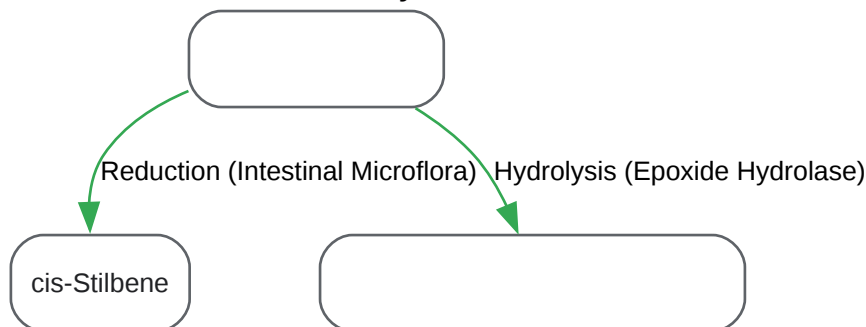 Reduction (Intestinal Microflora)
Hydrolysis (Epoxide Hydrolase)
cis-Stilbene